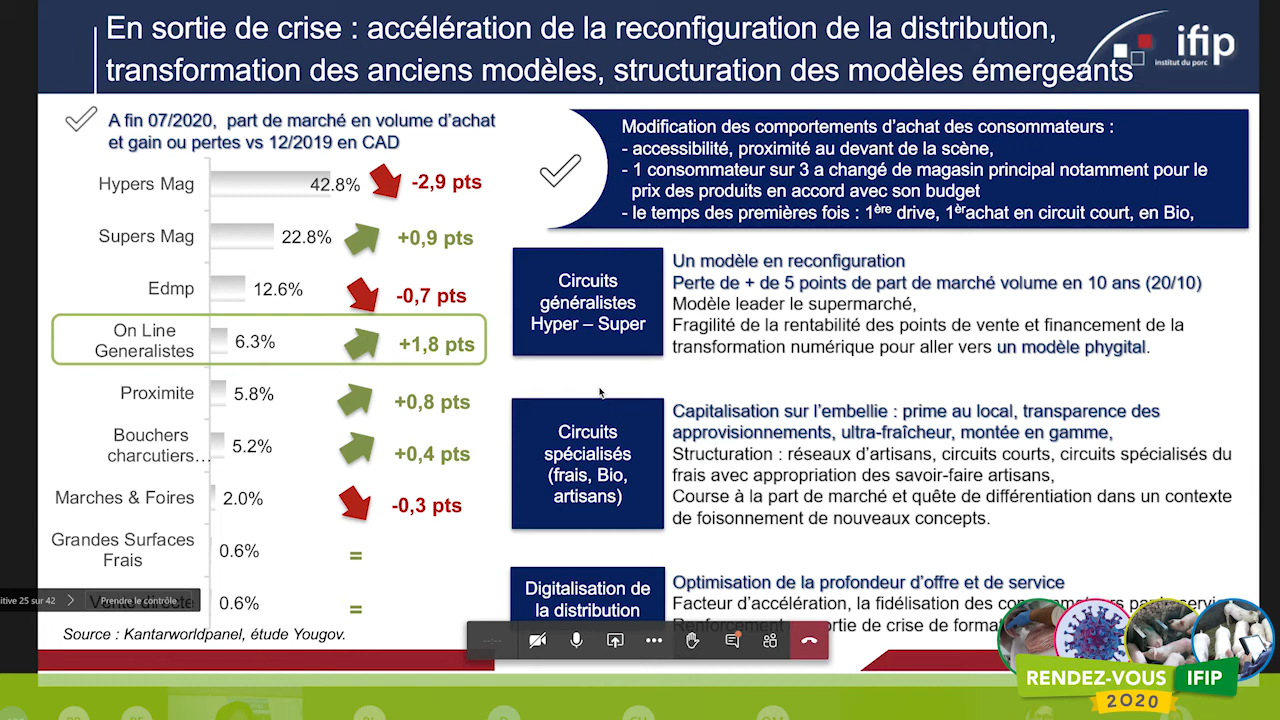 En sortie de crise : accélération de la reconfiguration de la distribution,
transformation des anciens modèles, structuration des modèles émergeants
ifip
institut du porc
A fin 07/2020, part de marché en volume d'achat
et gain ou pertes vs 12/2019 en CAD
Hypers Mag 42.8% -2,9 pts
Supers Mag 22.8% +0,9 pts
Edmp 12.6% -0,7 pts
On Line
Generalistes 6.3% +1,8 pts
Proximite 5.8% +0,8 pts
Bouchers
charcutiers… 5.2% +0,4 pts
Marches & Foires 2.0% -0,3 pts
Grandes Surfaces
Frais 0.6% =
Vente directe 0.6% =
Source : Kantarworldpanel, étude Yougov.
Modification des comportements d'achat des consommateurs :
- accessibilité, proximité au devant de la scène,
- 1 consommateur sur 3 a changé de magasin principal notamment pour le
prix des produits en accord avec son budget
- le temps des premières fois : 1ère drive, 1èrachat en circuit court, en Bio,
Circuits
généralistes
Hyper – Super
Un modèle en reconfiguration
Perte de + de 5 points de part de marché volume en 10 ans (20/10)
Modèle leader le supermarché,
Fragilité de la rentabilité des points de vente et financement de la
transformation numérique pour aller vers un modèle phygital.
Circuits
spécialisés
(frais, Bio,
artisans)
Capitalisation sur l'embellie : prime au local, transparence des
approvisionnements, ultra-fraîcheur, montée en gamme,
Structuration : réseaux d'artisans, circuits courts, circuits spécialisés du
frais avec appropriation des savoir-faire artisans,
Course à la part de marché et quête de différentiation dans un contexte
de foisonnement de nouveaux concepts.
Digitalisation de
la distribution
Optimisation de la profondeur d'offre et de service
Facteur d'accélération, la fidélisation des
Renforcement
itive 25 sur 42
Prendre le contrôle
RENDEZ-VOUS IFIP
2020